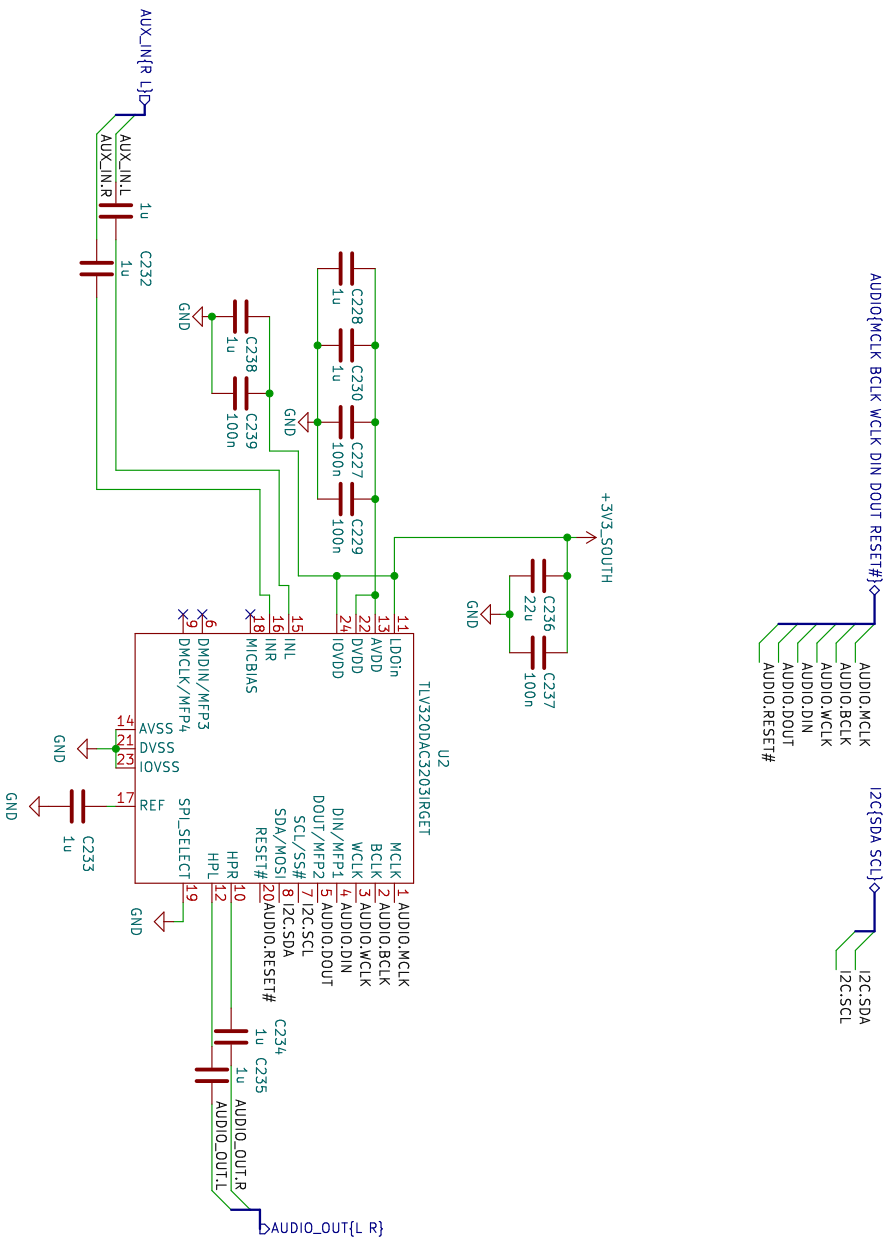 AUDIO{MCLK BCLK WCLK DIN DOUT RESET#}
AUDIO.MCLK
AUDIO.BCLK
AUDIO.WCLK
AUDIO.DIN
AUDIO.DOUT
AUDIO.RESET#
I2C{SDA SCL}
I2C.SDA
I2C.SCL
+3V3_SOUTH
C236
22u
C237
100n
GND
C228
1u
C230
1u
C227
100n
C229
100n
GND
C238
1u
C239
100n
GND
AUX_IN{R L}
AUX_IN.L
AUX_IN.R
1u
C232
1u
U2
TLV320DAC3203IRGET
11
LDOin
13
AVDD
22
DVDD
24
IOVDD
15
INL
16
INR
18
MICBIAS
6
DMDIN/MFP3
9
DMCLK/MFP4
14
AVSS
21
DVSS
23
IOVSS
17
REF
GND
C233
1u
GND
MCLK
1
AUDIO.MCLK
BCLK
2
AUDIO.BCLK
WCLK
3
AUDIO.WCLK
DIN/MFP1
4
AUDIO.DIN
DOUT/MFP2
5
AUDIO.DOUT
SCL/SS#
7
I2C.SCL
SDA/MOSI
8
I2C.SDA
RESET#
20
AUDIO.RESET#
HPR
10
HPL
12
SPI_SELECT
19
GND
C234
1u
C235
1u
AUDIO_OUT.R
AUDIO_OUT.L
AUDIO_OUT{L R}